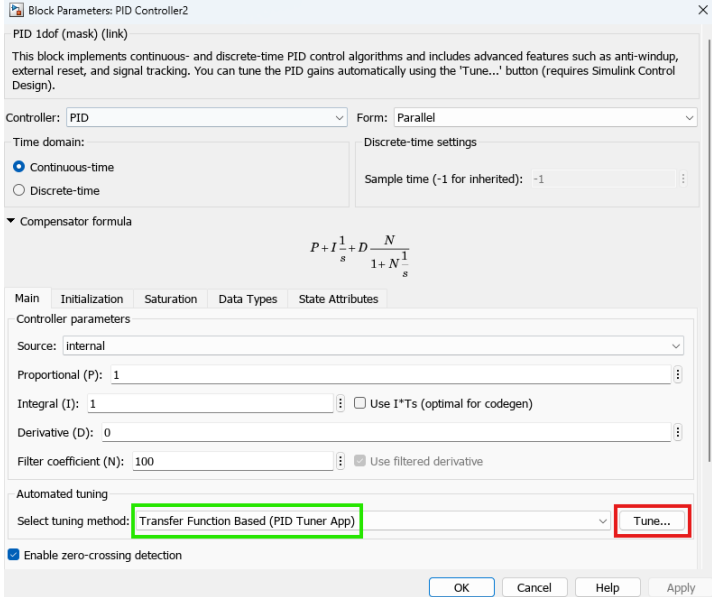 Block Parameters: PID Controller2
PID 1dof (mask) (link)
This block implements continuous- and discrete-time PID control algorithms and includes advanced features such as anti-windup,
external reset, and signal tracking. You can tune the PID gains automatically using the 'Tune...' button (requires Simulink Control
Design).
Controller: PID Form: Parallel
Time domain: Discrete-time settings
Continuous-time
Sample time (-1 for inherited): -1
Discrete-time
Compensator formula
P+I\frac{1}{s}+D\frac{N}{1+N\frac{1}{s}}
Main Initialization Saturation Data Types State Attributes
Controller parameters
Source: internal
Proportional (P): 1
Integral (I): 1 Use I*Ts (optimal for codegen)
Derivative (D): 0
Filter coefficient (N): 100 Use filtered derivative
Automated tuning
Select tuning method: Transfer Function Based (PID Tuner App) Tune...
Enable zero-crossing detection
OK Cancel Help Apply